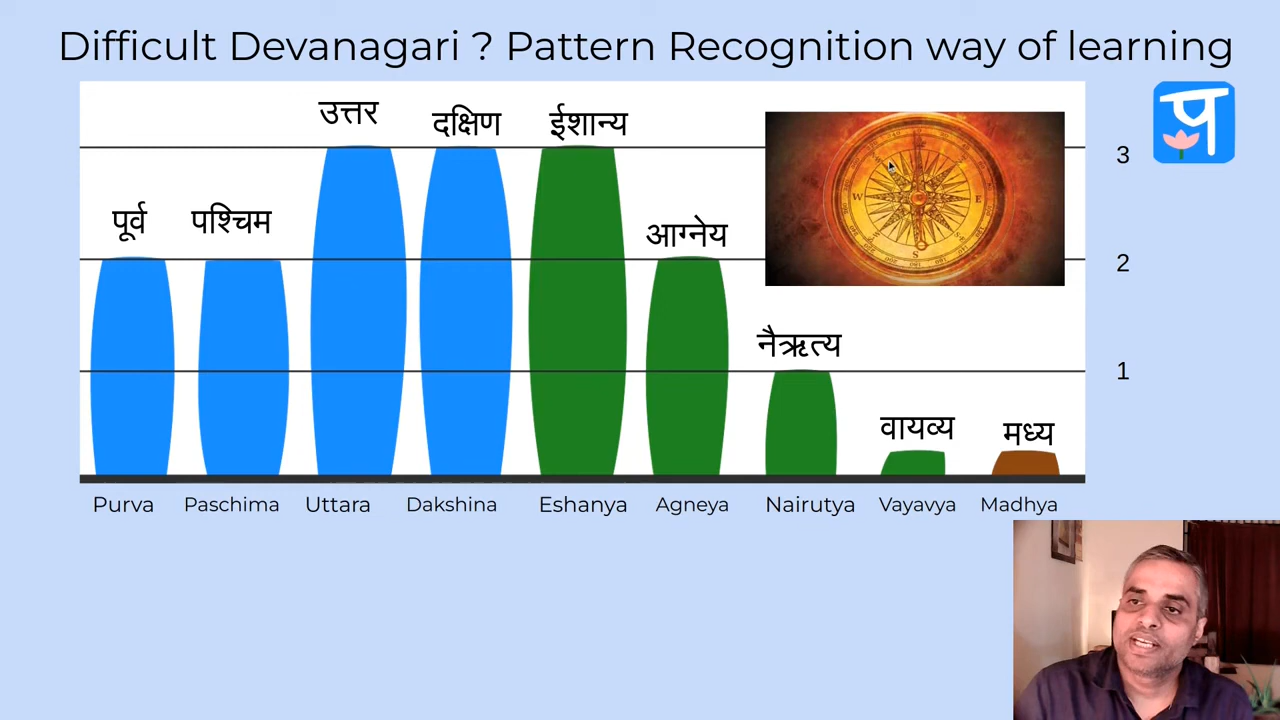 Difficult Devanagari ? Pattern Recognition way of learning
प
उत्तर दक्षिण ईशान्य
3
पूर्व पश्चिम आग्नेय
2
नैऋत्य
1
वायव्य मध्य
Purva Paschima Uttara Dakshina Eshanya Agneya Nairutya Vayavya Madhya
W E
S